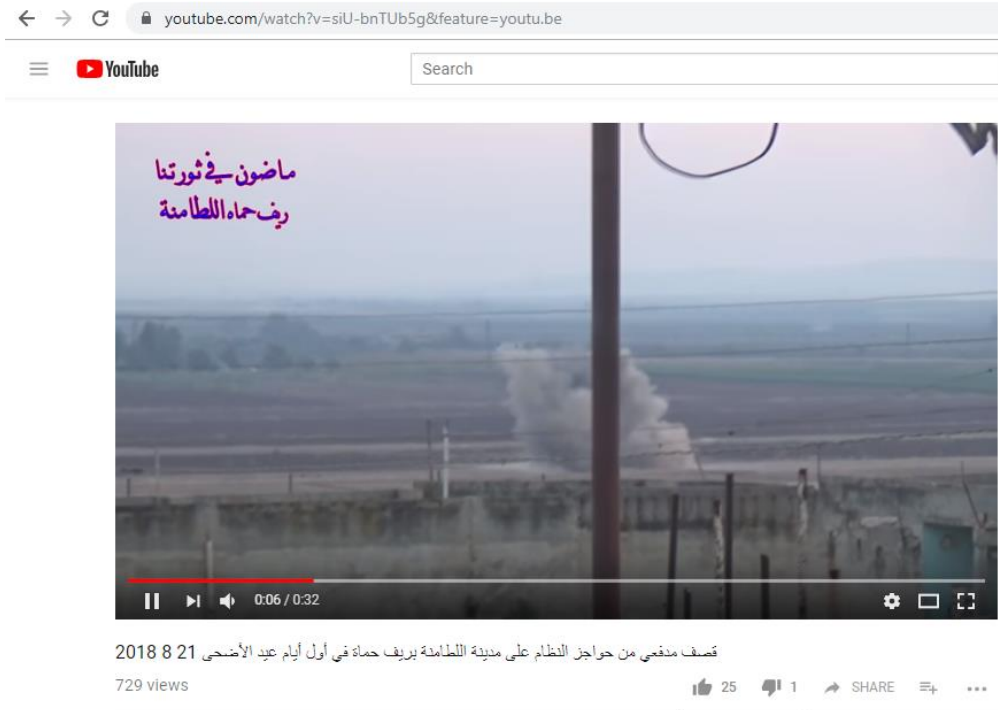 youtube.com/watch?v=siU-bnTUb5g&feature=youtu.be
YouTube
Search
ماضون في ثورتنا
ريف حماه اللطامنة
0:06 / 0:32
قصف مدفعي من حواجز النظام على مدينة اللطامنة بريف حماة في أول أيام عيد الأضحى 21 8 2018
729 views
25
1
SHARE